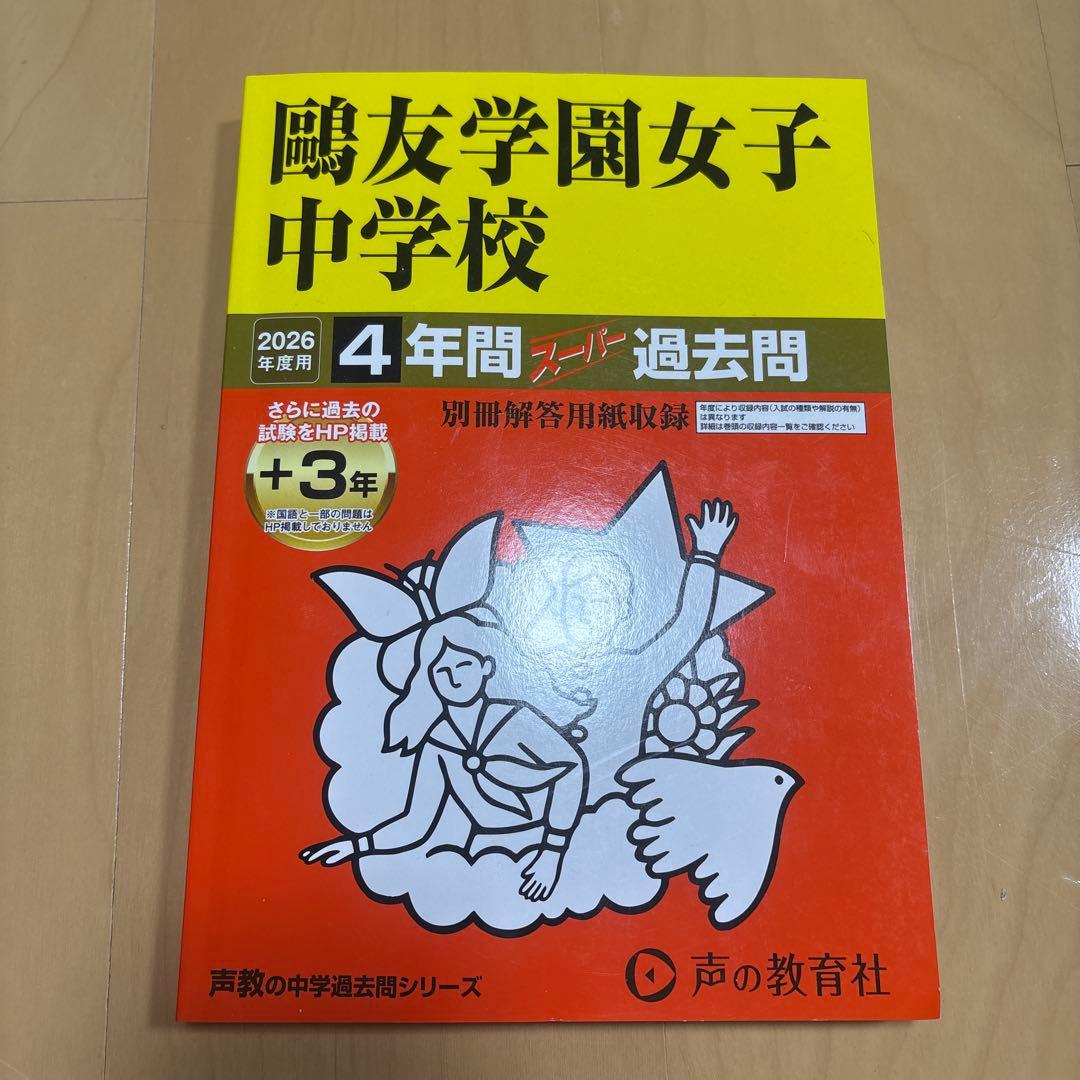 鷗友学園女子
中学校
2026
年度用
4年間スーパー過去問
さらに過去の
試験をHP掲載
+3年
※国語と一部の問題は
HP掲載しておりません
別冊解答用紙収録
年度により収録内容(入試の種類や解説の有無)
は異なります
詳細は巻頭の収録内容一覧をご確認ください
声教の中学過去問シリーズ
声の教育社